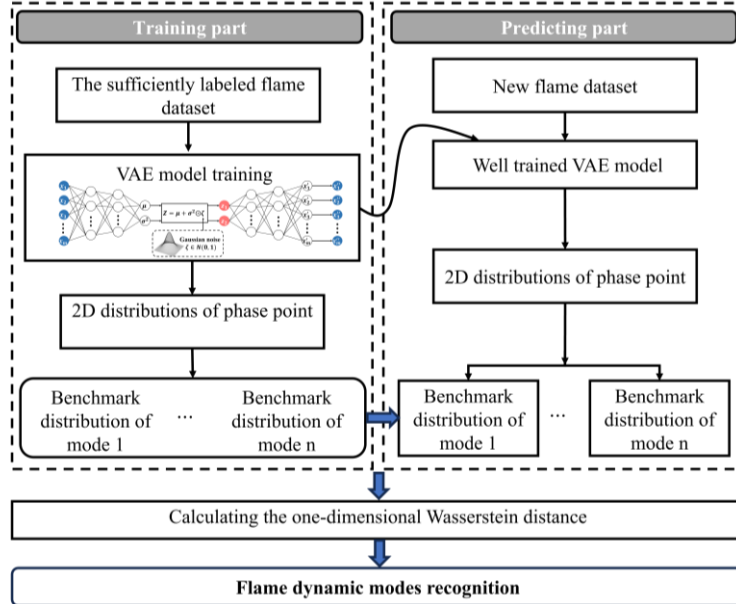 Training part
The sufficiently labeled flame
dataset
VAE model training
μ
Z = μ + σ²⊙ζ
σ²
Gaussian noise
ζ ∈ N(0, 1)
2D distributions of phase point
Benchmark
distribution of
mode 1
...
Benchmark
distribution of
mode n
Predicting part
New flame dataset
Well trained VAE model
2D distributions of phase point
Benchmark
distribution of
mode 1
...
Benchmark
distribution of
mode n
Calculating the one-dimensional Wasserstein distance
Flame dynamic modes recognition